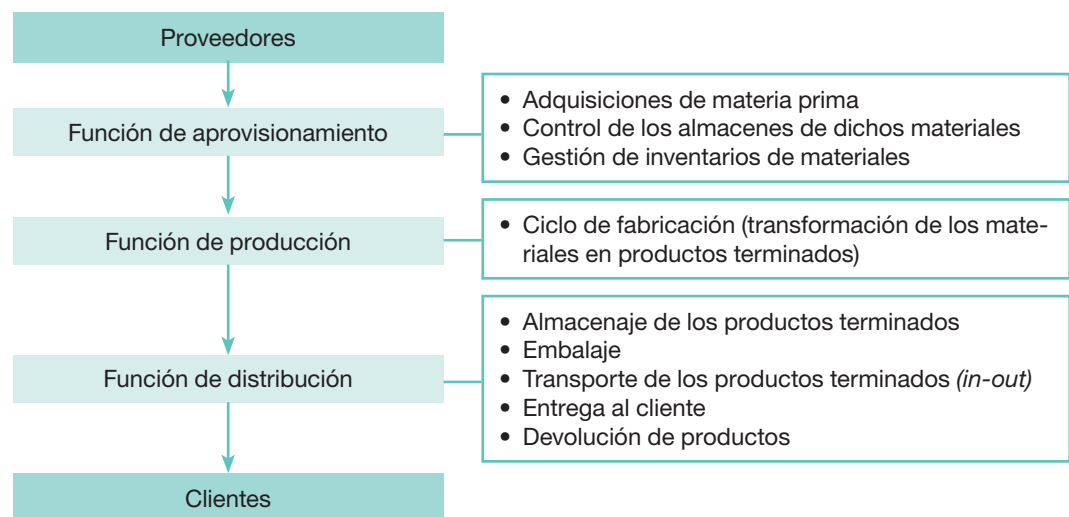 Proveedores
Función de aprovisionamiento
• Adquisiciones de materia prima
• Control de los almacenes de dichos materiales
• Gestión de inventarios de materiales
Función de producción
• Ciclo de fabricación (transformación de los mate-
riales en productos terminados)
Función de distribución
• Almacenaje de los productos terminados
• Embalaje
• Transporte de los productos terminados (in-out)
• Entrega al cliente
• Devolución de productos
Clientes